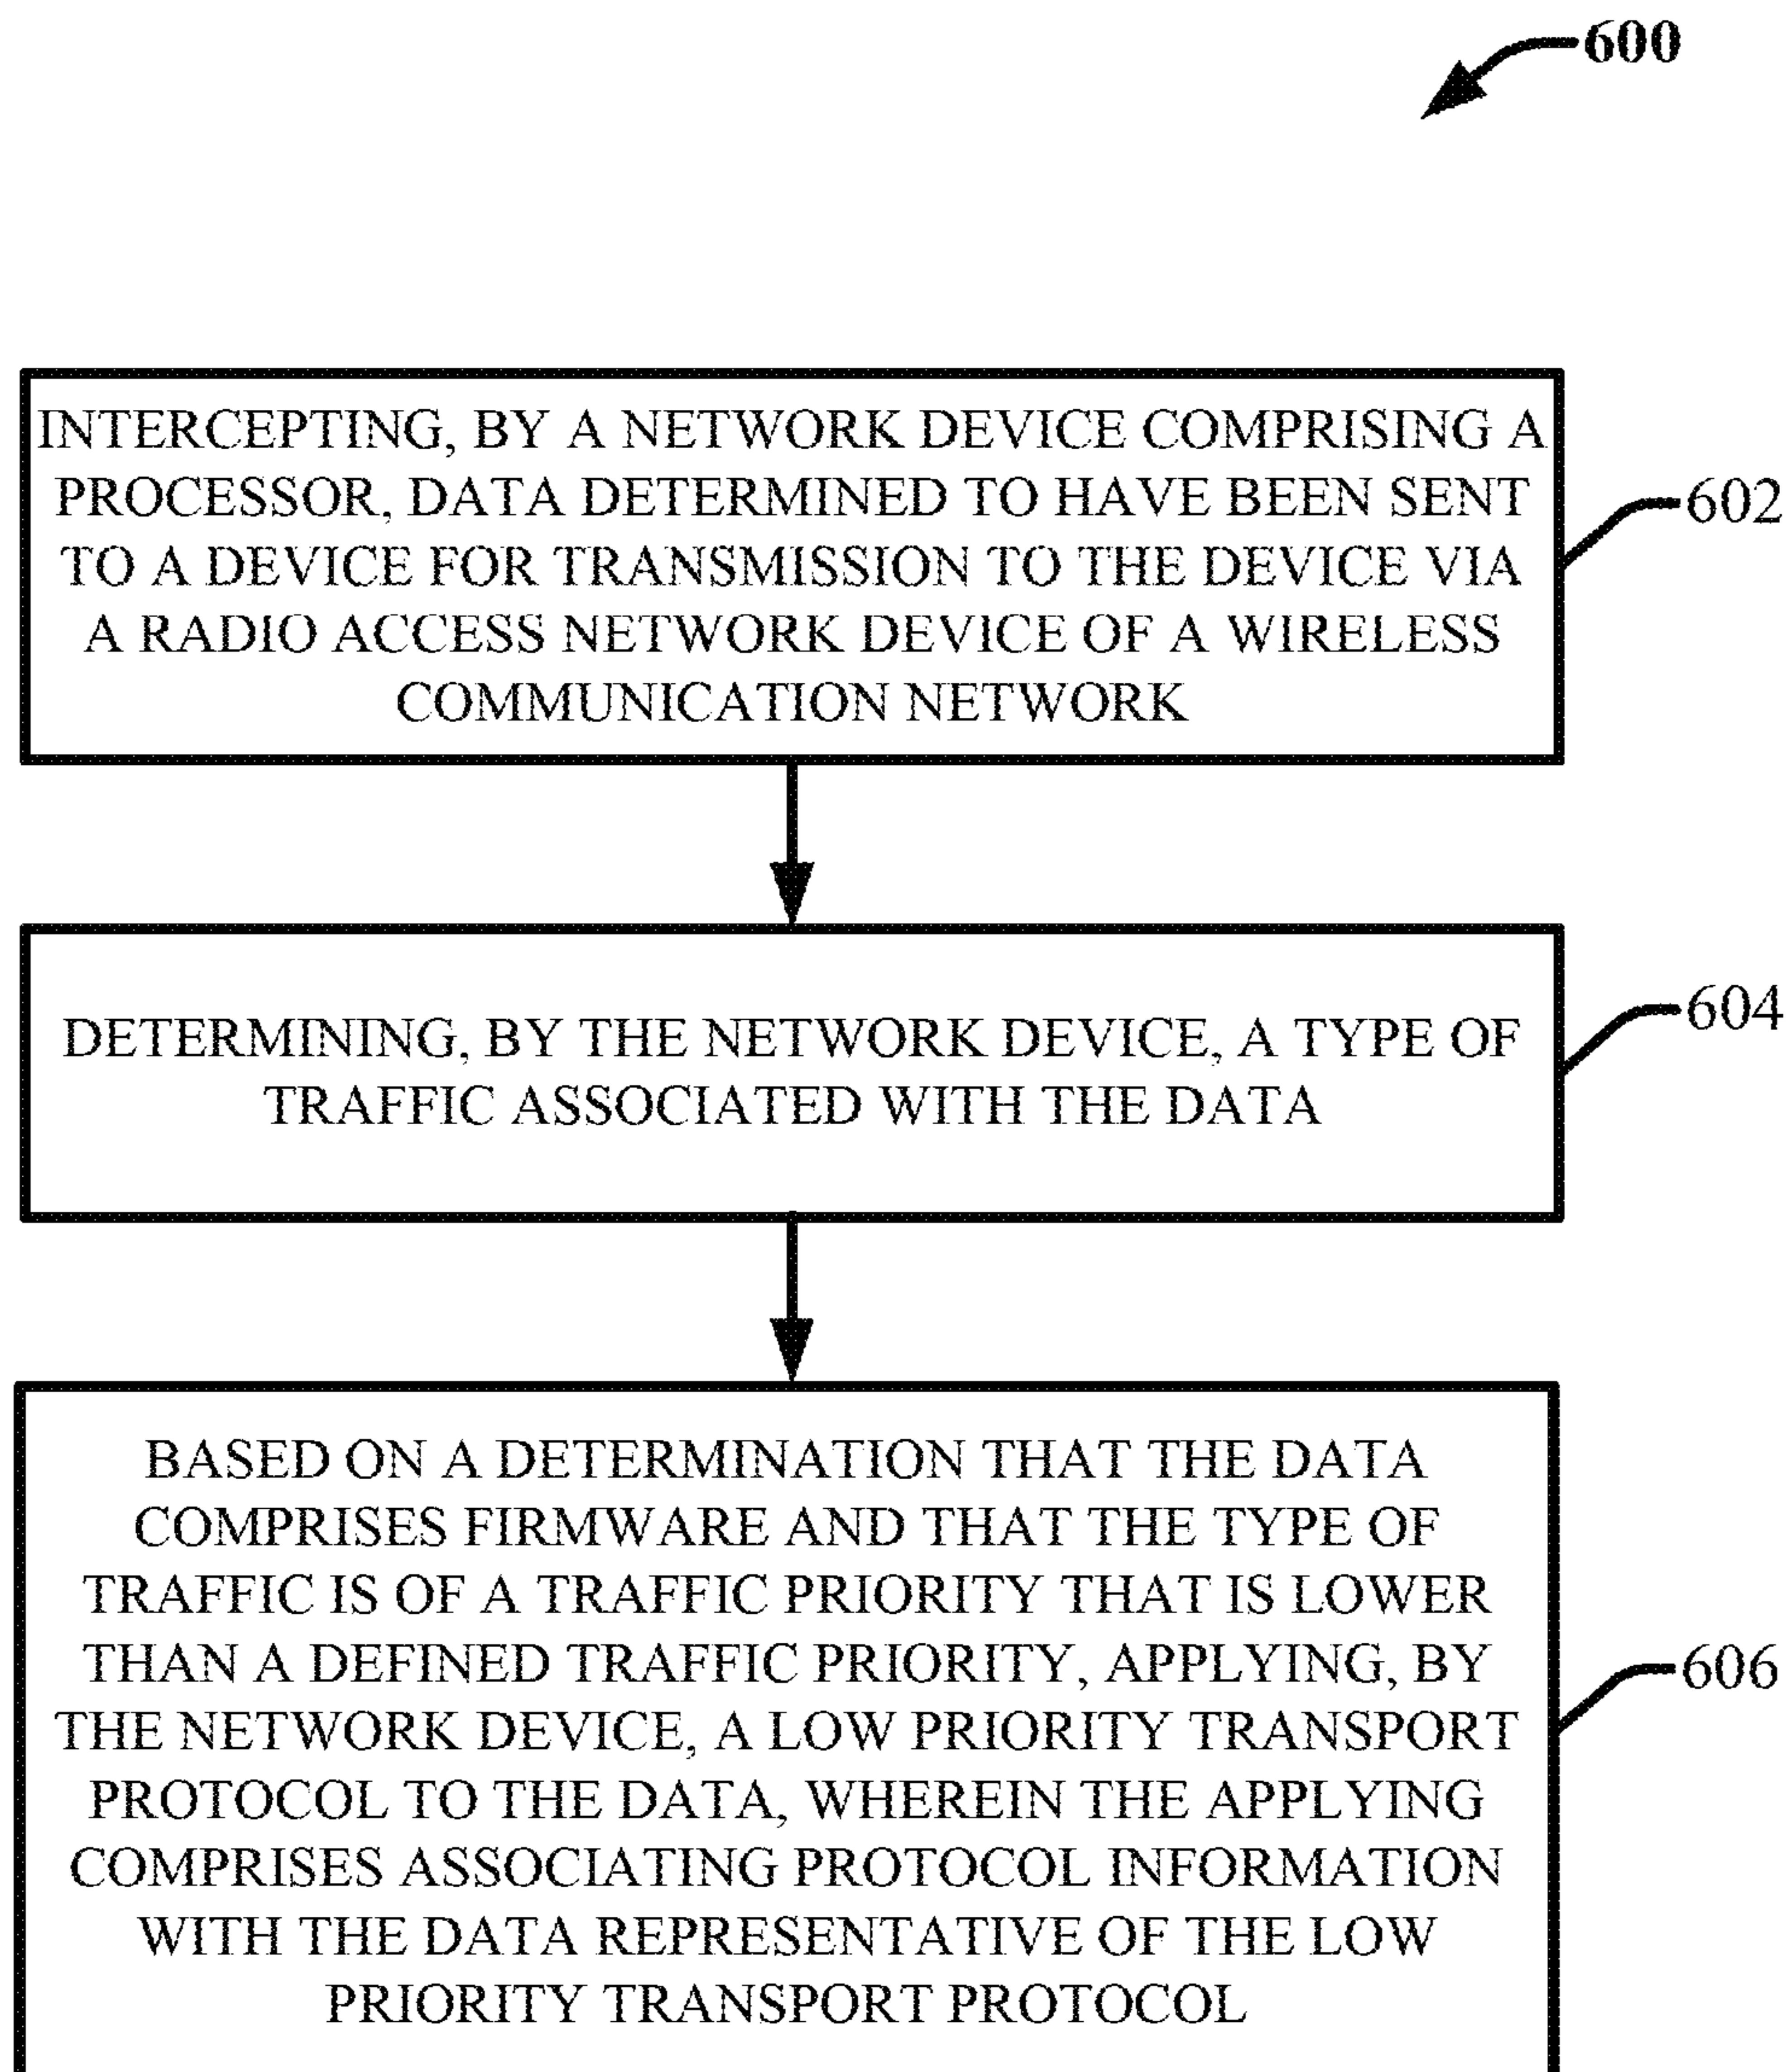 600
INTERCEPTING, BY A NETWORK DEVICE COMPRISING A
PROCESSOR, DATA DETERMINED TO HAVE BEEN SENT
TO A DEVICE FOR TRANSMISSION TO THE DEVICE VIA
A RADIO ACCESS NETWORK DEVICE OF A WIRELESS
COMMUNICATION NETWORK
602
DETERMINING, BY THE NETWORK DEVICE, A TYPE OF
TRAFFIC ASSOCIATED WITH THE DATA
604
BASED ON A DETERMINATION THAT THE DATA
COMPRISES FIRMWARE AND THAT THE TYPE OF
TRAFFIC IS OF A TRAFFIC PRIORITY THAT IS LOWER
THAN A DEFINED TRAFFIC PRIORITY, APPLYING, BY
THE NETWORK DEVICE, A LOW PRIORITY TRANSPORT
PROTOCOL TO THE DATA, WHEREIN THE APPLYING
COMPRISES ASSOCIATING PROTOCOL INFORMATION
WITH THE DATA REPRESENTATIVE OF THE LOW
PRIORITY TRANSPORT PROTOCOL
606